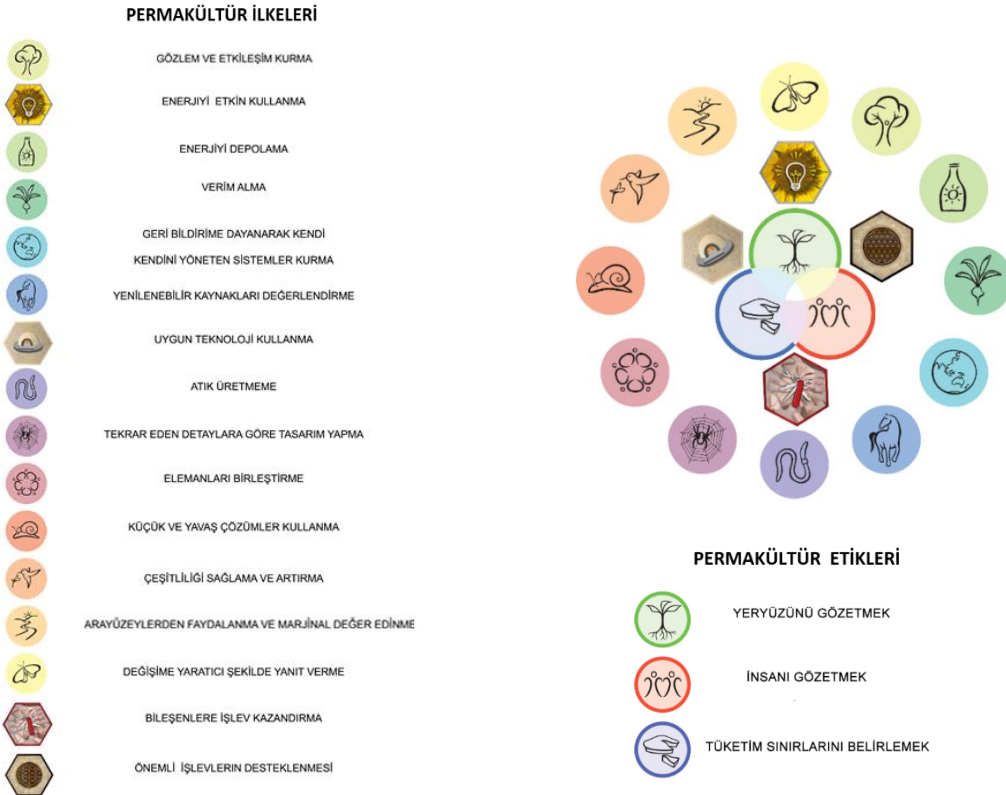 PERMAKÜLTÜR İLKELERİ
GÖZLEM VE ETKİLEŞİM KURMA
ENERJIYİ ETKİN KULLANMA
ENERJİYİ DEPOLAMA
VERİM ALMA
GERİ BİLDİRİME DAYANARAK KENDİ
KENDİNİ YÖNETEN SİSTEMLER KURMA
YENİLENEBİLİR KAYNAKLARI DEĞERLENDİRME
UYGUN TEKNOLOJİ KULLANMA
ATIK ÜRETMEME
TEKRAR EDEN DETAYLARA GÖRE TASARIM YAPMA
ELEMANLARI BİRLEŞTİRME
KÜÇÜK VE YAVAŞ ÇÖZÜMLER KULLANMA
ÇEŞİTLİLİĞİ SAĞLAMA VE ARTIRMA
ARAYÜZEYLERDEN FAYDALANMA VE MARJİNAL DEĞER EDİNME
DEĞİŞİME YARATICI ŞEKİLDE YANIT VERME
BİLEŞENLERE İŞLEV KAZANDIRMA
ÖNEMLİ İŞLEVLERIN DESTEKLENMESİ
PERMAKÜLTÜR ETİKLERİ
YERYÜZÜNÜ GÖZETMEK
İNSANI GÖZETMEK
TÜKETİM SINIRLARINI BELİRLEMEK